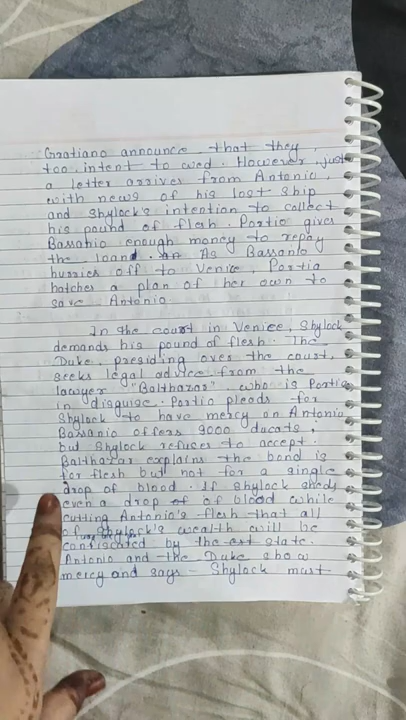 Gratiano announce that they,
too, intent to wed. However, just
a letter arrives from Antonio
with news of his lost ship
and Shylock's intention to collect
his pound of flesh. Portio gives
Bassanio enough money to repay
the loand. As Bassanio
hurries off to Venice, Portia
hatches a plan of her own to
save Antonio.
In the court in Venice, Shylock
demands his pound of flesh. The
Duke, presiding over the court,
seeks legal advice from the
lawyer "Balthazar". who is Portia
in disguise. Portio pleads for
Shylock to have mercy on Antonio
Bassanio offers 9000 ducats,
but Shylock refuses to accept.
Balthazar explains the bond is
for flesh but not for a single
drop of blood. If Shylock sheds
even a drop of of blood while
cutting Antonio's flesh that all
of Shylock's wealth will be
confiscated by the state.
Antonio and the Duke show
mercy and says - Shylock must